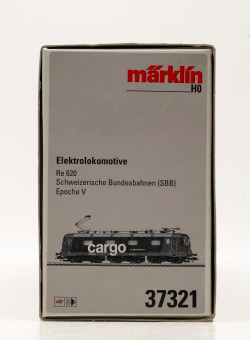 märklin
H0
Elektrolokomotive
Re 620
Schweizerische Bundesbahnen (SBB)
Epoche V
cargo
37321